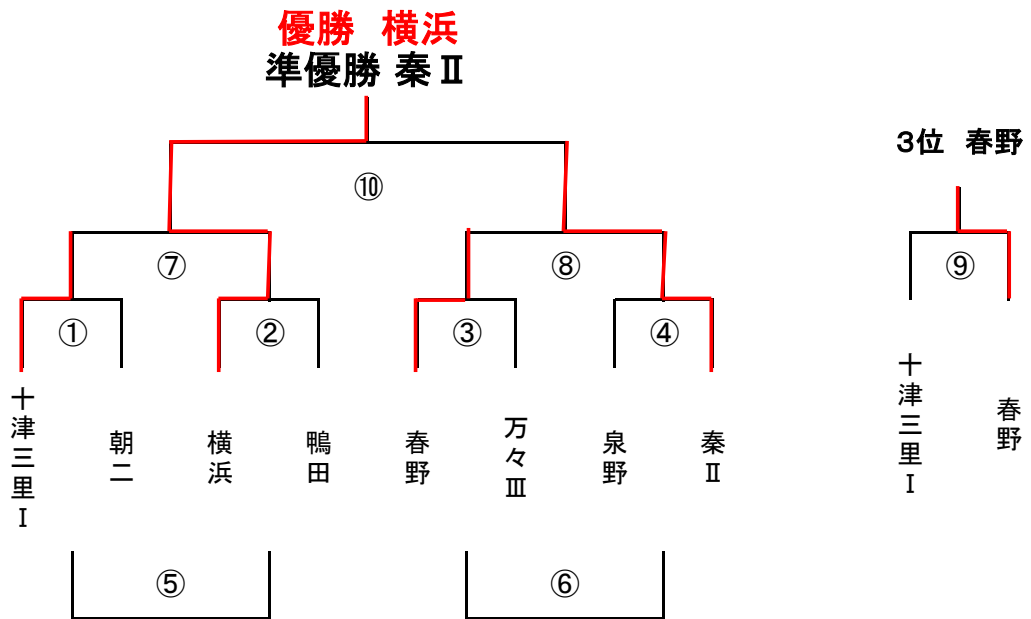 優勝 横浜
準優勝 秦Ⅱ
3位 春野
⑩
⑦
⑧
⑨
①
②
③
④
十津三里Ⅰ
朝二
横浜
鴨田
春野
万々Ⅲ
泉野
秦Ⅱ
十津三里Ⅰ
春野
⑤
⑥